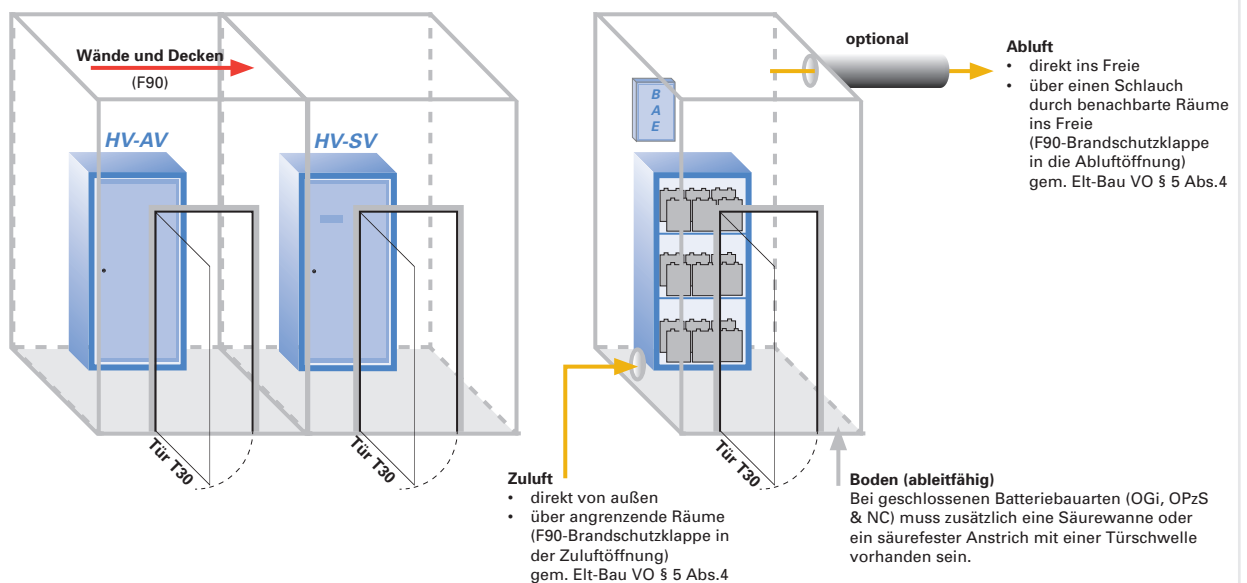 Wände und Decken
(F90)
HV-AV
HV-SV
Tür T30
Tür T30
B
A
E
optional
Abluft
• direkt ins Freie
• über einen Schlauch
durch benachbarte Räume
ins Freie
(F90-Brandschutzklappe
in die Abluftöffnung)
gem. Elt-Bau VO § 5 Abs.4
Tür T30
Zuluft
• direkt von außen
• über angrenzende Räume
(F90-Brandschutzklappe in
der Zuluftöffnung)
gem. Elt-Bau VO § 5 Abs.4
Boden (ableitfähig)
Bei geschlossenen Batteriebauarten (OGi, OPzS
& NC) muss zusätzlich eine Säurewanne oder
ein säurefester Anstrich mit einer Türschwelle
vorhanden sein.